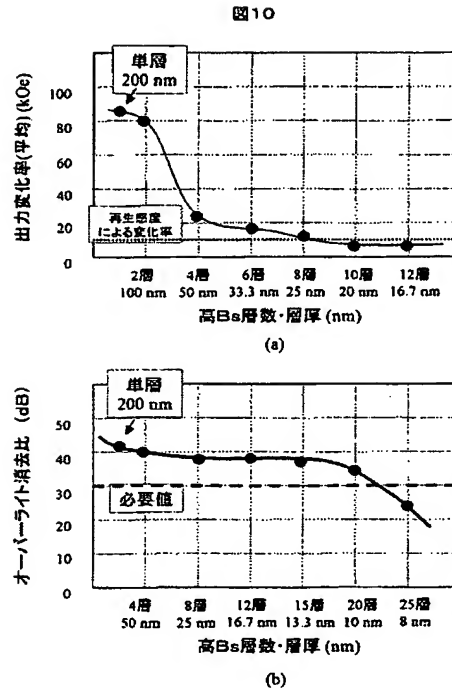 図10
単層
200 nm
出力変化率(平均)(kOe)
100
80
60
40
20
0
再生感度
による変化率
2層 4層 6層 8層 10層 12層
100 nm 50 nm 33.3 nm 25 nm 20 nm 16.7 nm
高Bs層数・層厚 (nm)
(a)
単層
200 nm
オーバーライト消去比 (dB)
50
40
30
20
10
0
必要値
4層 8層 12層 15層 20層 25層
50 nm 25 nm 16.7 nm 13.3 nm 10 nm 8 nm
高Bs層数・層厚 (nm)
(b)